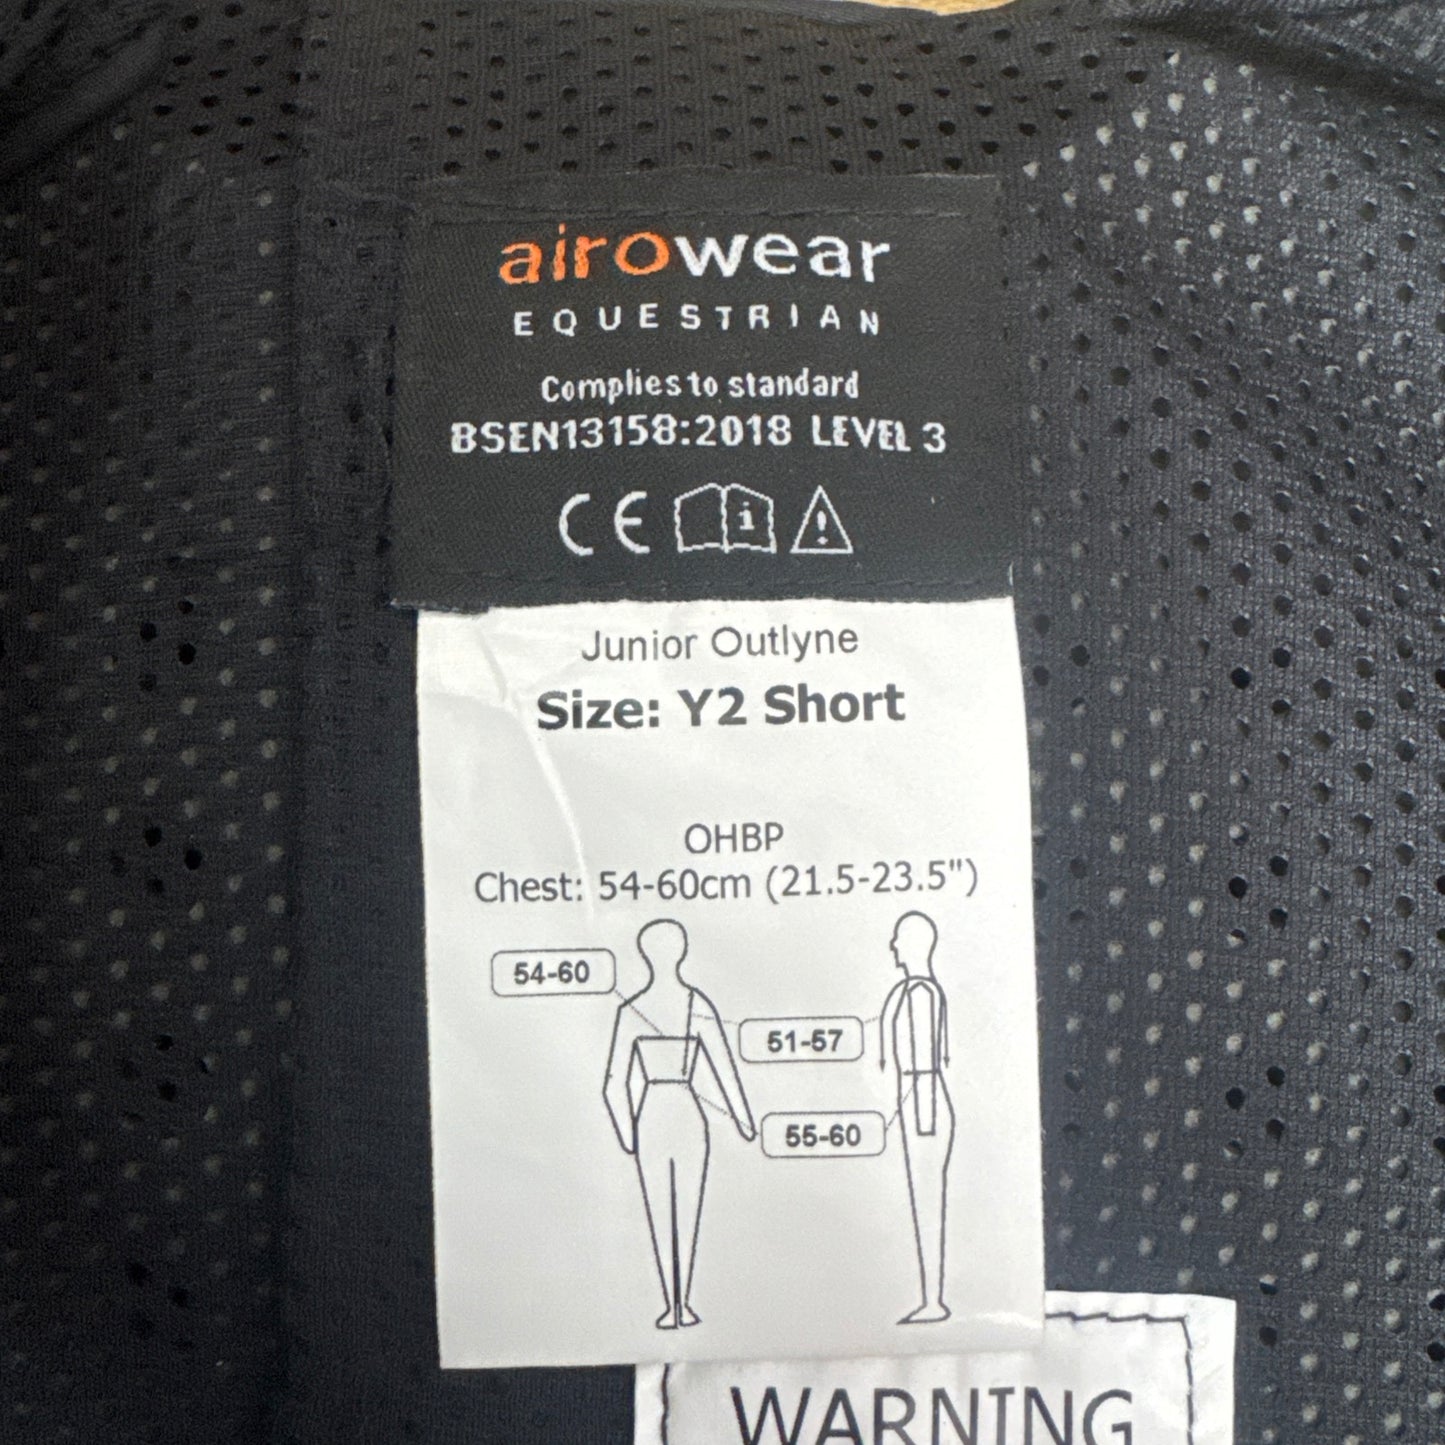 airowear
EQUESTRIAN
Complies to standard
BSEN13158:2018 LEVEL 3
CE i !
Junior Outlyne
Size: Y2 Short
OHBP
Chest: 54-60cm (21.5-23.5")
54-60
51-57
55-60
WARNING